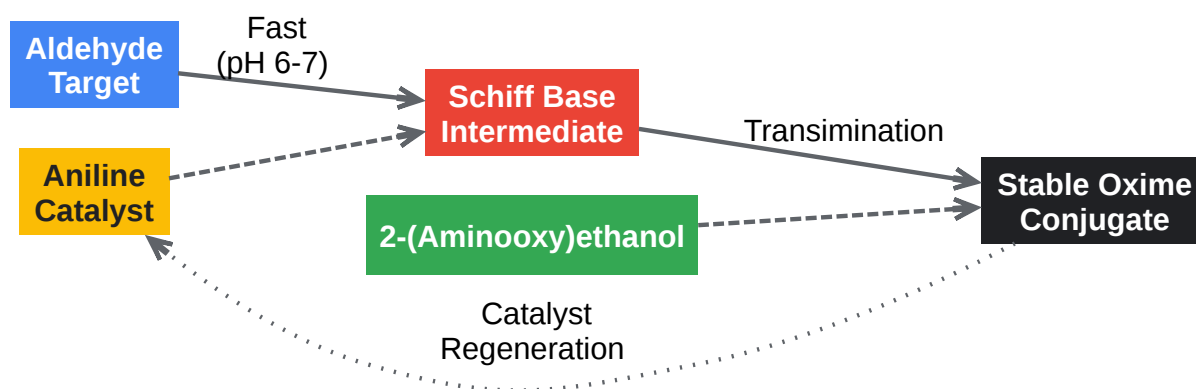 Fast
(pH 6-7)
Aldehyde
Target
Schiff Base
Intermediate
Transimination
Aniline
Catalyst
Stable Oxime
Conjugate
2-(Aminooxy)ethanol
Catalyst
Regeneration